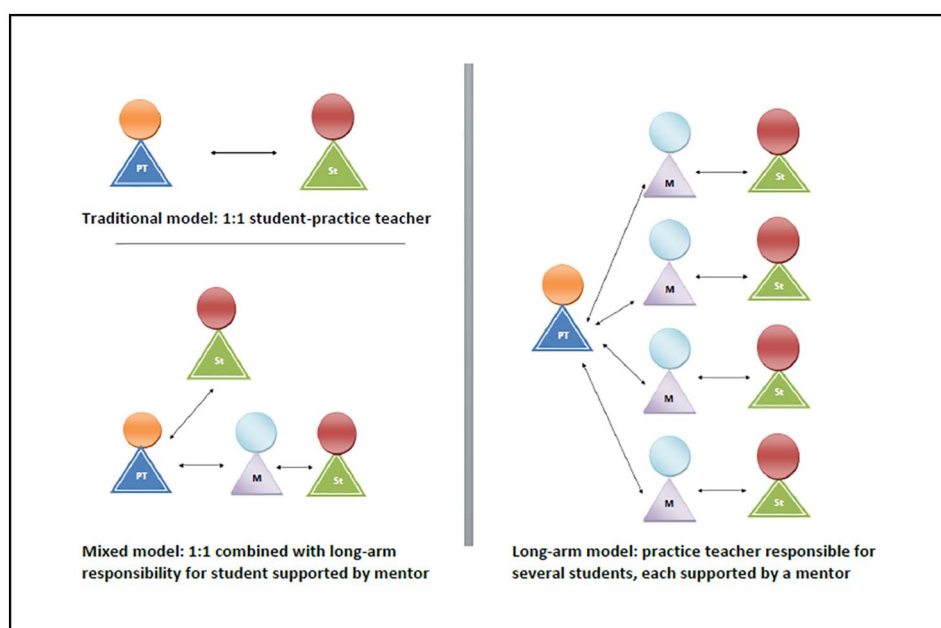 PT
St
Traditional model: 1:1 student-practice teacher
St
PT
M
St
Mixed model: 1:1 combined with long-arm
responsibility for student supported by mentor
M
St
M
St
PT
M
St
M
St
Long-arm model: practice teacher responsible for
several students, each supported by a mentor